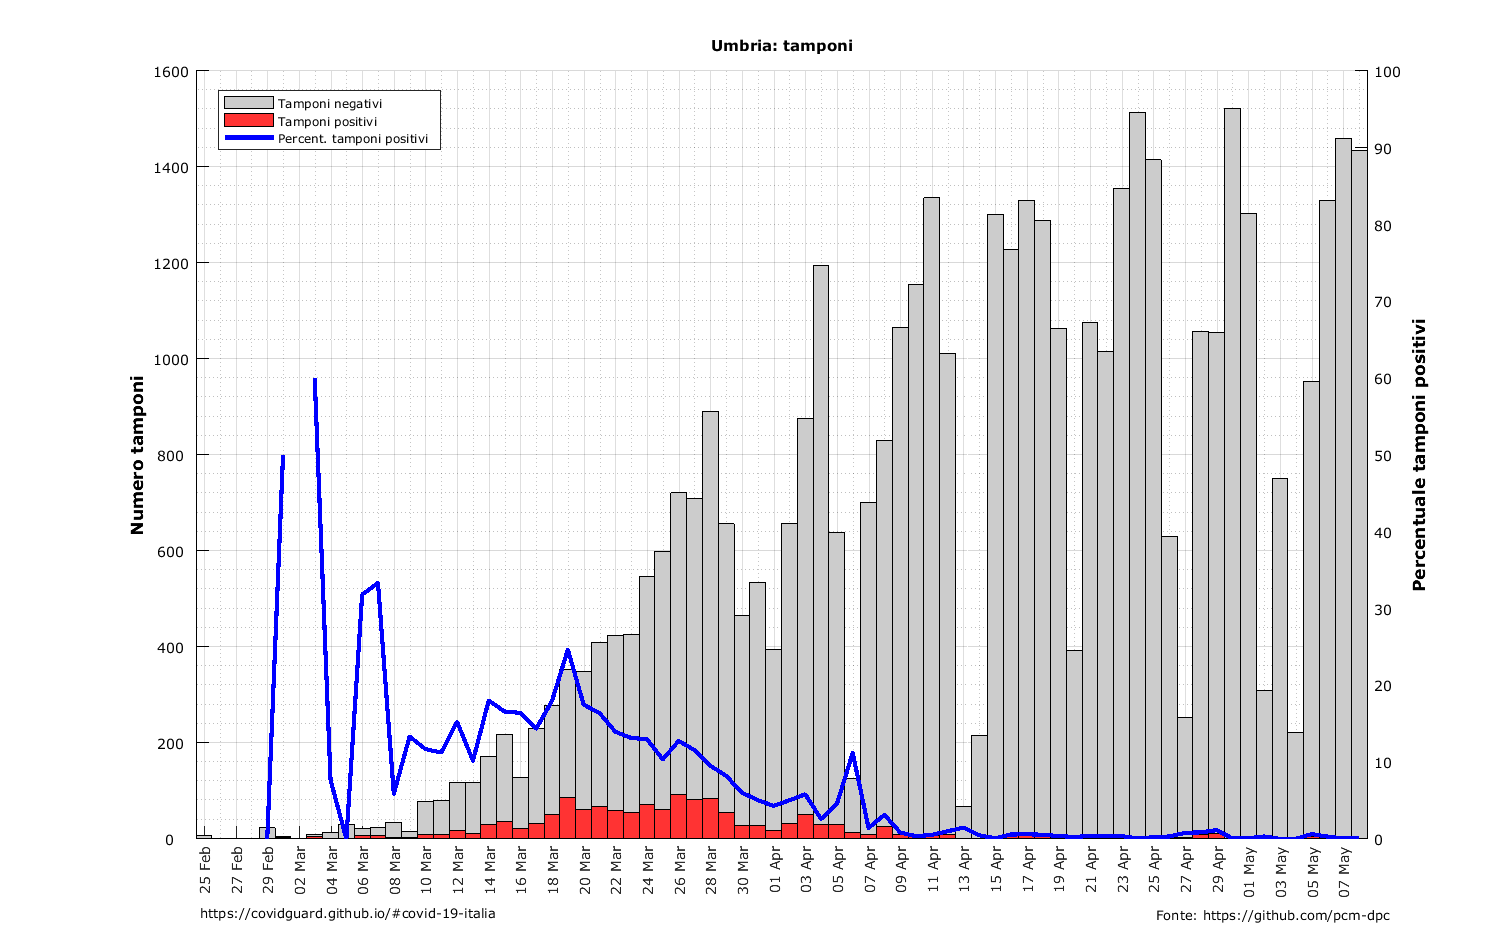 Umbria: tamponi
Tamponi negativi
Tamponi positivi
Percent. tamponi positivi
Numero tamponi
1600
1400
1200
1000
800
600
400
200
0
Percentuale tamponi positivi
100
90
80
70
60
50
40
30
20
10
0
25 Feb
27 Feb
29 Feb
02 Mar
04 Mar
06 Mar
08 Mar
10 Mar
12 Mar
14 Mar
16 Mar
18 Mar
20 Mar
22 Mar
24 Mar
26 Mar
28 Mar
30 Mar
01 Apr
03 Apr
05 Apr
07 Apr
09 Apr
11 Apr
13 Apr
15 Apr
17 Apr
19 Apr
21 Apr
23 Apr
25 Apr
27 Apr
29 Apr
01 May
03 May
05 May
07 May
https://covidguard.github.io/#covid-19-italia
Fonte: https://github.com/pcm-dpc